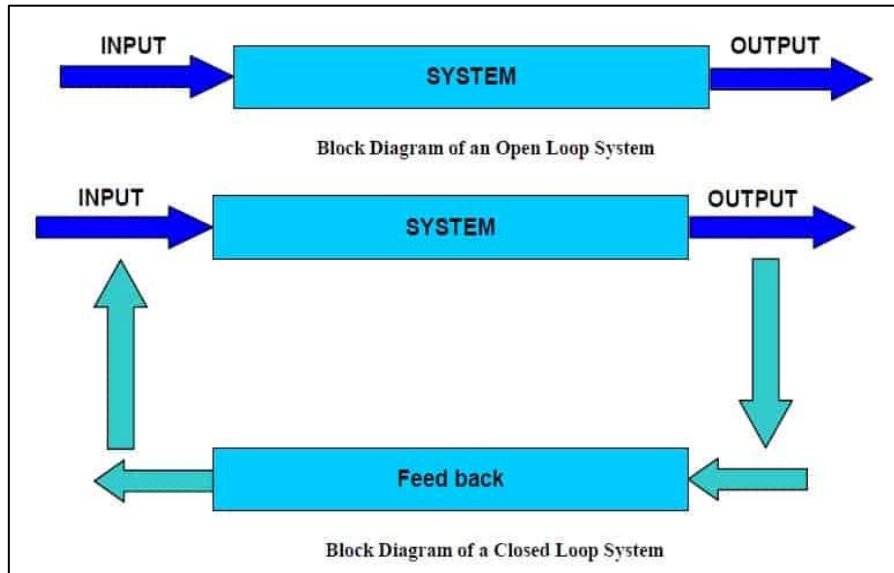 INPUT
SYSTEM
OUTPUT
Block Diagram of an Open Loop System
INPUT
SYSTEM
OUTPUT
Feed back
Block Diagram of a Closed Loop System